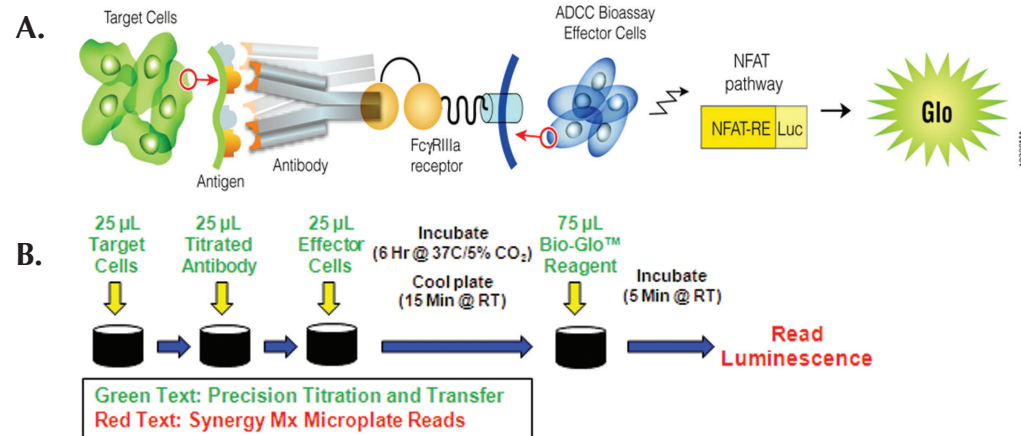 A.
Target Cells
Antigen
Antibody
FcγRIIIa
receptor
ADCC Bioassay
Effector Cells
NFAT
pathway
NFAT-RE Luc
Glo
B.
25 µL
Target
Cells
25 µL
Titrated
Antibody
25 µL
Effector
Cells
Incubate
(6 Hr @ 37C/5% CO₂)
Cool plate
(15 Min @ RT)
75 µL
Bio-Glo™
Reagent
Incubate
(5 Min @ RT)
Read
Luminescence
Green Text: Precision Titration and Transfer
Red Text: Synergy Mx Microplate Reads